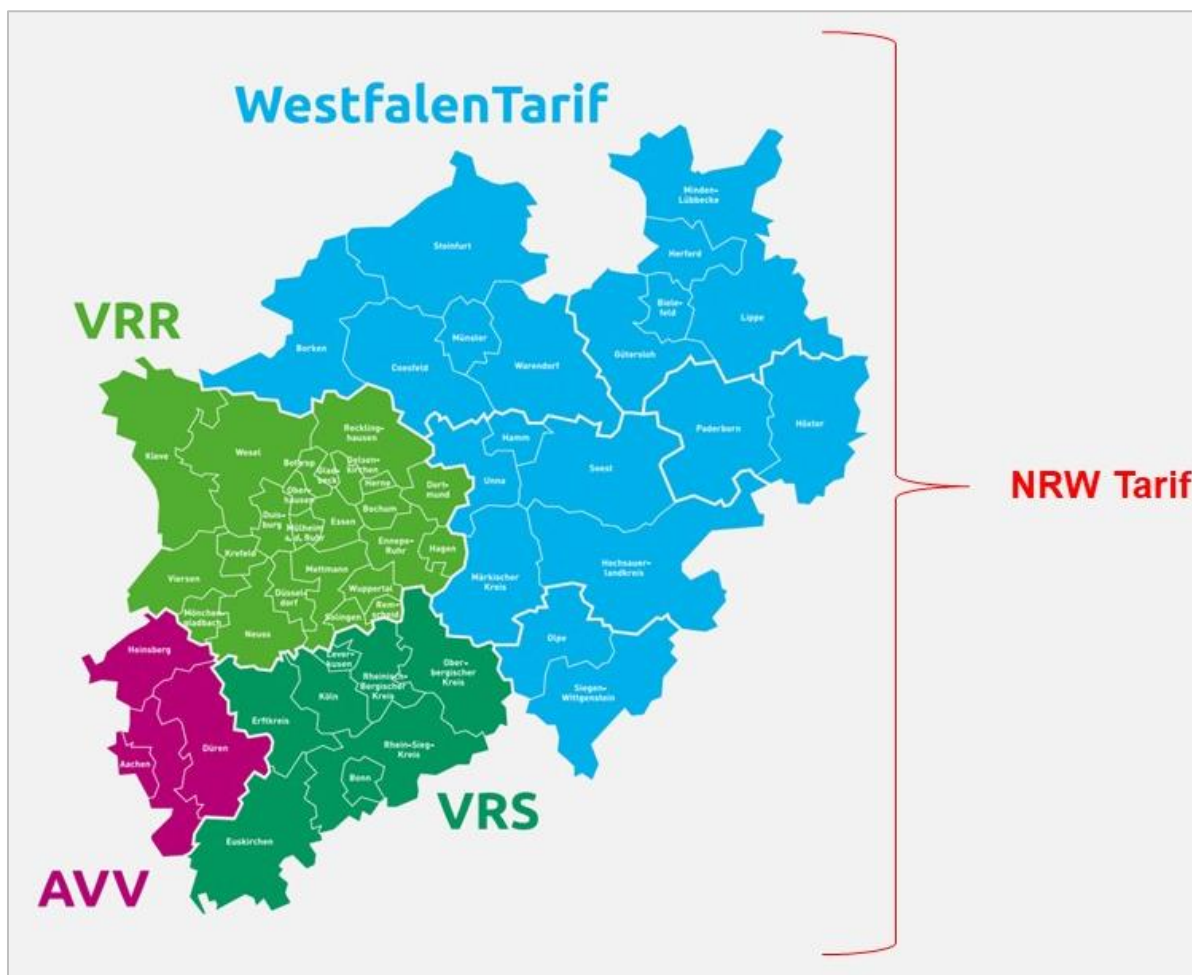 WestfalenTarif
Minden-
Lübbecke
Steinfurt
Herford
Biele-
feld
Lippe
VRR
Münster
Borken
Gütersloh
Coesfeld
Warendorf
Reckling-
hausen
Hamm
Paderborn
Höxter
Kleve
Wesel
Bottrop
Glad-
beck
Gelsen-
kirchen
Herne
Dort-
mund
Unna
Soest
NRW Tarif
Ober-
hausen
Duis-
burg
Mülheim
a.d. Ruhr
Essen
Bochum
Ennepe-
Ruhr
Hagen
Krefeld
Mettmann
Viersen
Düssel-
dorf
Wuppertal
Märkischer
Kreis
Hochsauer-
landkreis
Mönchen-
gladbach
Neuss
Solingen
Rem-
scheid
Olpe
Heinsberg
Lever-
kusen
Köln
Rheinisch-
Bergischer
Kreis
Ober-
bergischer
Kreis
Siegen-
Wittgenstein
Erftkreis
Düren
Aachen
Rhein-Sieg-
Kreis
Bonn
VRS
Euskirchen
AVV